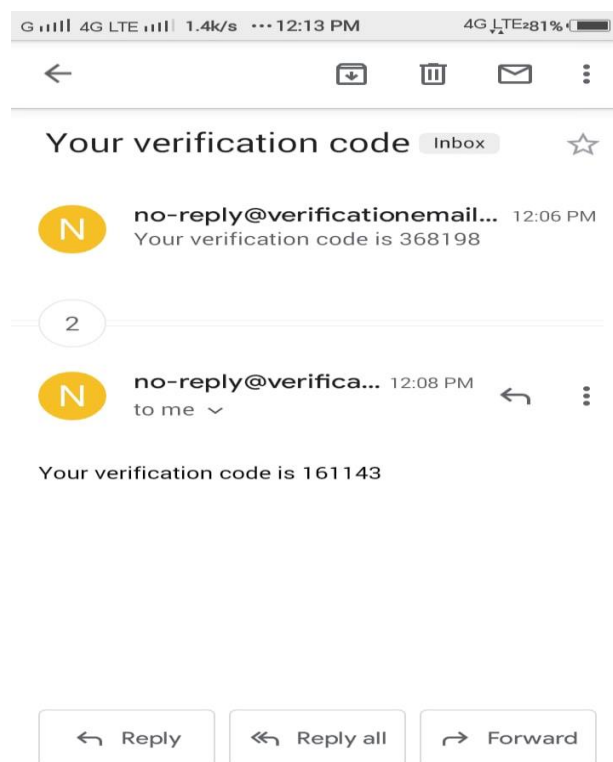 G 4G LTE 1.4k/s ··· 12:13 PM 4G LTE 2 81%
Your verification code Inbox
N no-reply@verificationemail... 12:06 PM
Your verification code is 368198
2
N no-reply@verifica... 12:08 PM
to me
Your verification code is 161143
Reply Reply all Forward